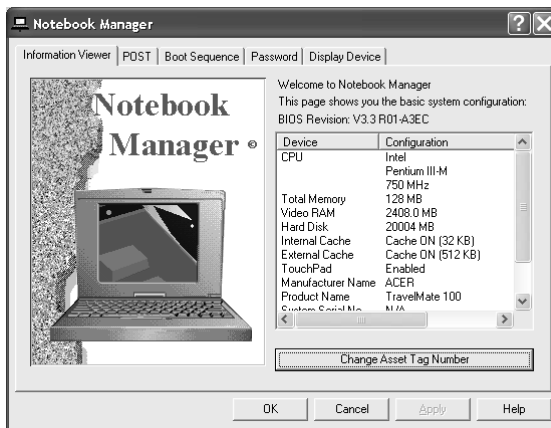 Notebook Manager
Information Viewer POST Boot Sequence Password Display Device
Notebook
Manager ©
Welcome to Notebook Manager
This page shows you the basic system configuration:
BIOS Revision: V3.3 R01-A3EC
Device Configuration
CPU Intel
Pentium III-M
750 MHz
Total Memory 128 MB
Video RAM 2408.0 MB
Hard Disk 20004 MB
Internal Cache Cache ON (32 KB)
External Cache Cache ON (512 KB)
TouchPad Enabled
Manufacturer Name ACER
Product Name TravelMate 100
System Serial No N/A
Change Asset Tag Number
OK Cancel Apply Help